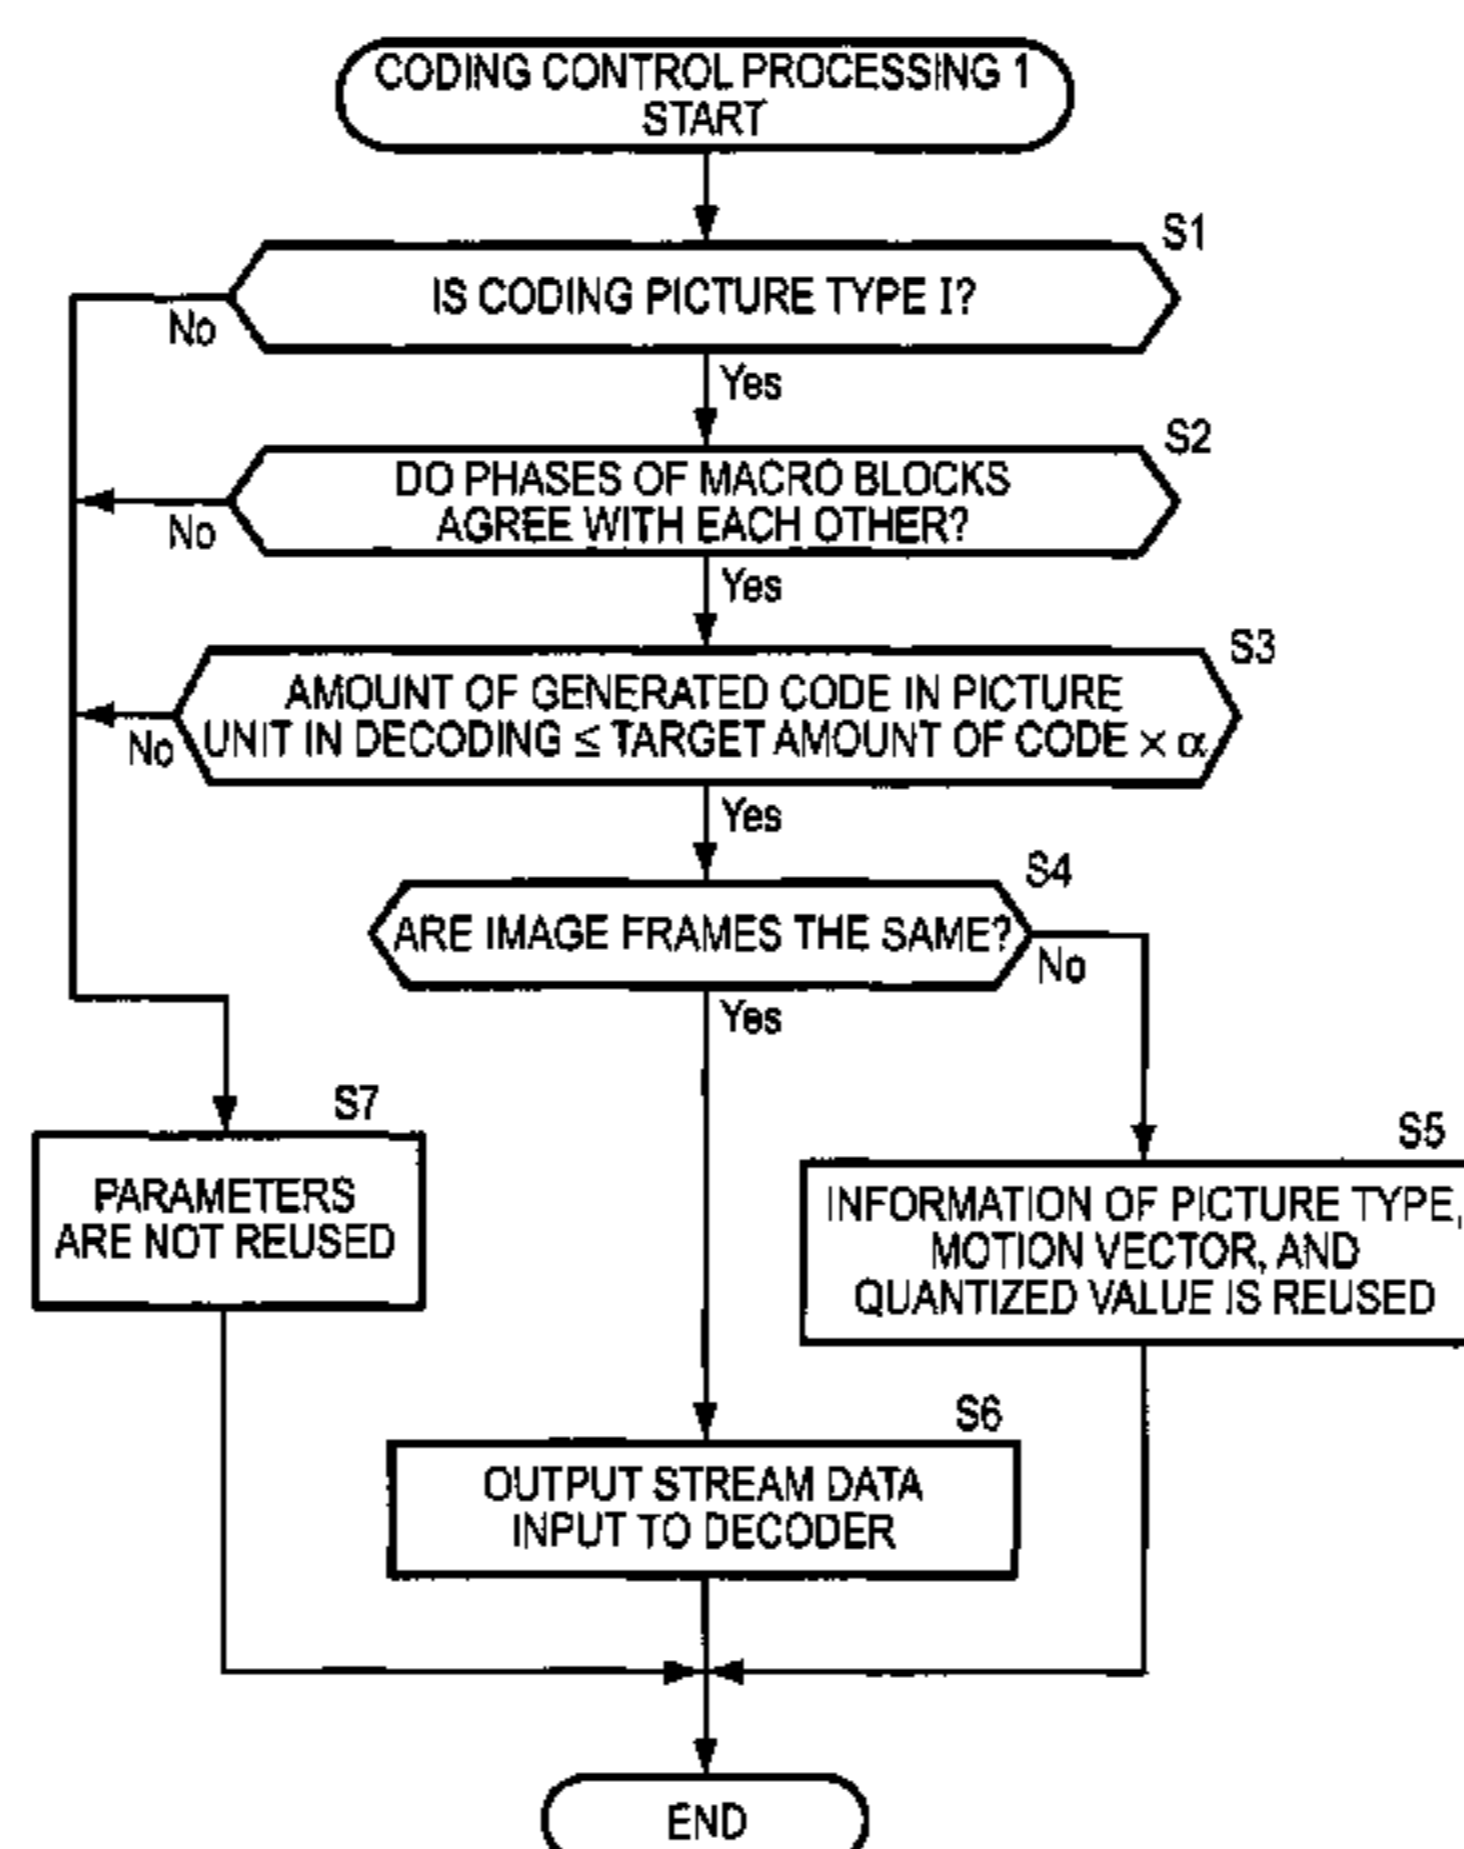 CODING CONTROL PROCESSING 1
START
S1
IS CODING PICTURE TYPE I?
No
Yes
S2
DO PHASES OF MACRO BLOCKS
AGREE WITH EACH OTHER?
No
Yes
S3
AMOUNT OF GENERATED CODE IN PICTURE
UNIT IN DECODING ≤ TARGET AMOUNT OF CODE × α
No
Yes
S4
ARE IMAGE FRAMES THE SAME?
No
Yes
S7
PARAMETERS
ARE NOT REUSED
S5
INFORMATION OF PICTURE TYPE,
MOTION VECTOR, AND
QUANTIZED VALUE IS REUSED
S6
OUTPUT STREAM DATA
INPUT TO DECODER
END